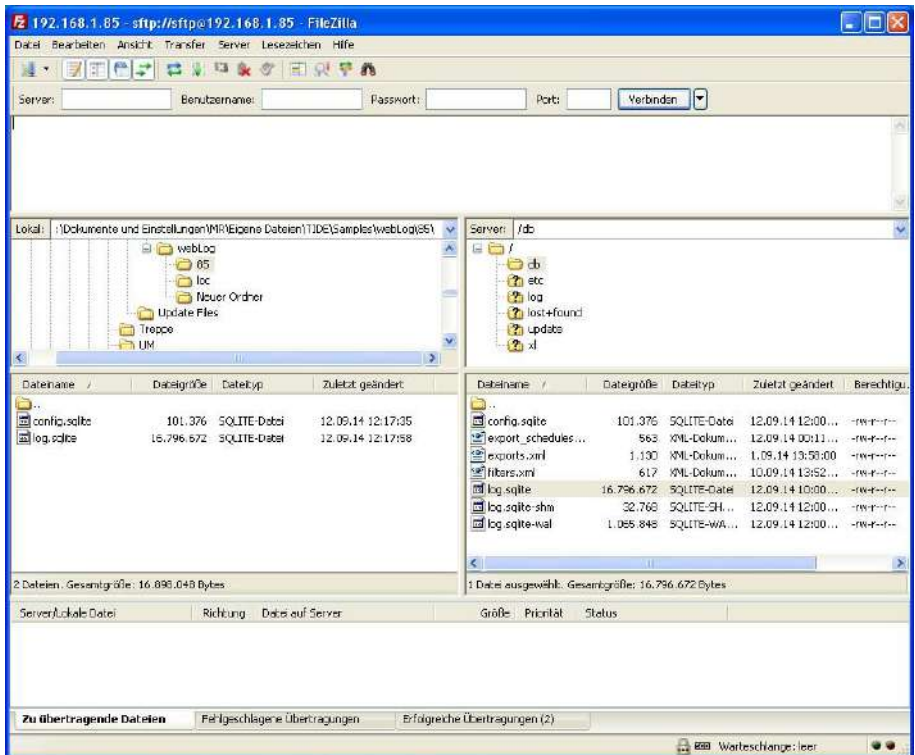 192.168.1.85 - sftp://sftp@192.168.1.85 - FileZilla
Datei Bearbeiten Ansicht Transfer Server Lesezeichen Hilfe
Server: Benutzername: Passwort: Port: Verbinden
Lokal: :\Dokumente und Einstellungen\MR\Eigene Dateien\TIDE\Samples\webLog\85\
webLog
85
loc
Neuer Ordner
Update Files
Treppe
UM
Server: /db
/
db
etc
log
lost+found
update
xl
Dateiname / Dateigröße Dateityp Zuletzt geändert
..
config.sqlite 101.376 SQLITE-Datei 12.09.14 12:17:35
log.sqlite 16.796.672 SQLITE-Datei 12.09.14 12:17:58
2 Dateien. Gesamtgröße: 16.898.048 Bytes
Dateiname / Dateigröße Dateityp Zuletzt geändert Berechtigu.
..
config.sqlite 101.376 SQLITE-Datei 12.09.14 12:00... -rw-r--r--
export_schedules... 563 XML-Dokum... 12.09.14 00:11... -rw-r--r--
exports.xml 1.130 XML-Dokum... 1.09.14 13:58:00 -rw-r--r--
filters.xml 617 XML-Dokum... 10.09.14 13:52... -rw-r--r--
log.sqlite 16.796.672 SQLITE-Datei 12.09.14 10:00... -rw-r--r--
log.sqlite-shm 32.768 SQLITE-SH... 12.09.14 12:00... -rw-r--r--
log.sqlite-wal SQLITE-WA... 12.09.14 12:00... -rw-r--r--
1 Datei ausgewählt. Gesamtgröße: 16.796.672 Bytes
Server/Lokale Datei Richtung Datei auf Server Größe Priorität Status
Zu übertragende Dateien Fehlgeschlagene Übertragungen Erfolgreiche Übertragungen (2)
Warteschlange: leer